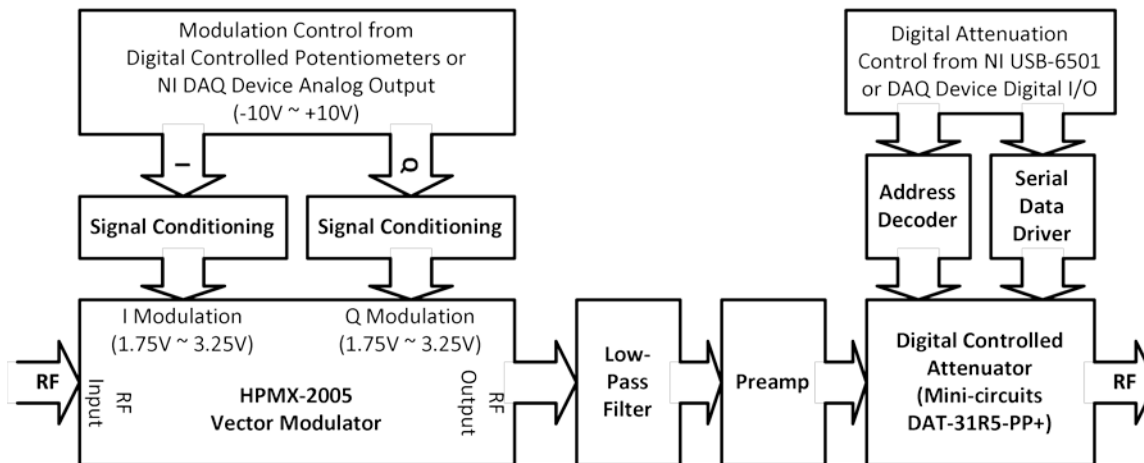 Modulation Control from
Digital Controlled Potentiometers or
NI DAQ Device Analog Output
(-10V ~ +10V)
Digital Attenuation
Control from NI USB-6501
or DAQ Device Digital I/O
I
Q
Signal Conditioning
Signal Conditioning
Address
Decoder
Serial
Data
Driver
I Modulation
(1.75V ~ 3.25V)
Q Modulation
(1.75V ~ 3.25V)
RF
RF
Input
HPMX-2005
Vector Modulator
RF
Output
Low-
Pass
Filter
Preamp
Digital Controlled
Attenuator
(Mini-circuits
DAT-31R5-PP+)
RF